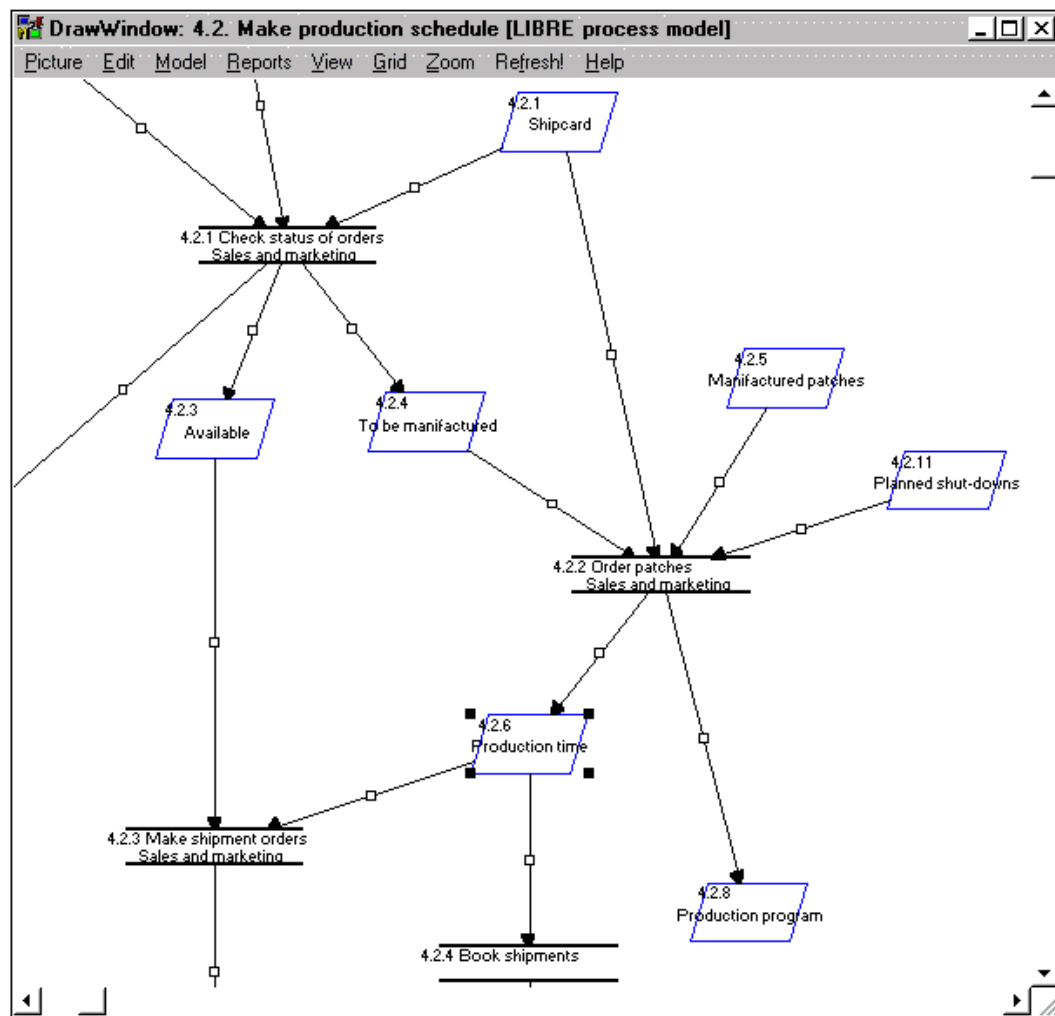 DrawWindow: 4.2. Make production schedule [LIBRE process model]
Picture Edit Model Reports View Grid Zoom Refresh! Help
4.2.1
Shipcard
4.2.1 Check status of orders
Sales and marketing
4.2.5
Manifactured patches
4.2.3
Available
4.2.4
To be manifactured
4.2.11
Planned shut-downs
4.2.2 Order patches
Sales and marketing
4.2.6
Production time
4.2.3 Make shipment orders
Sales and marketing
4.2.8
Production program
4.2.4 Book shipments